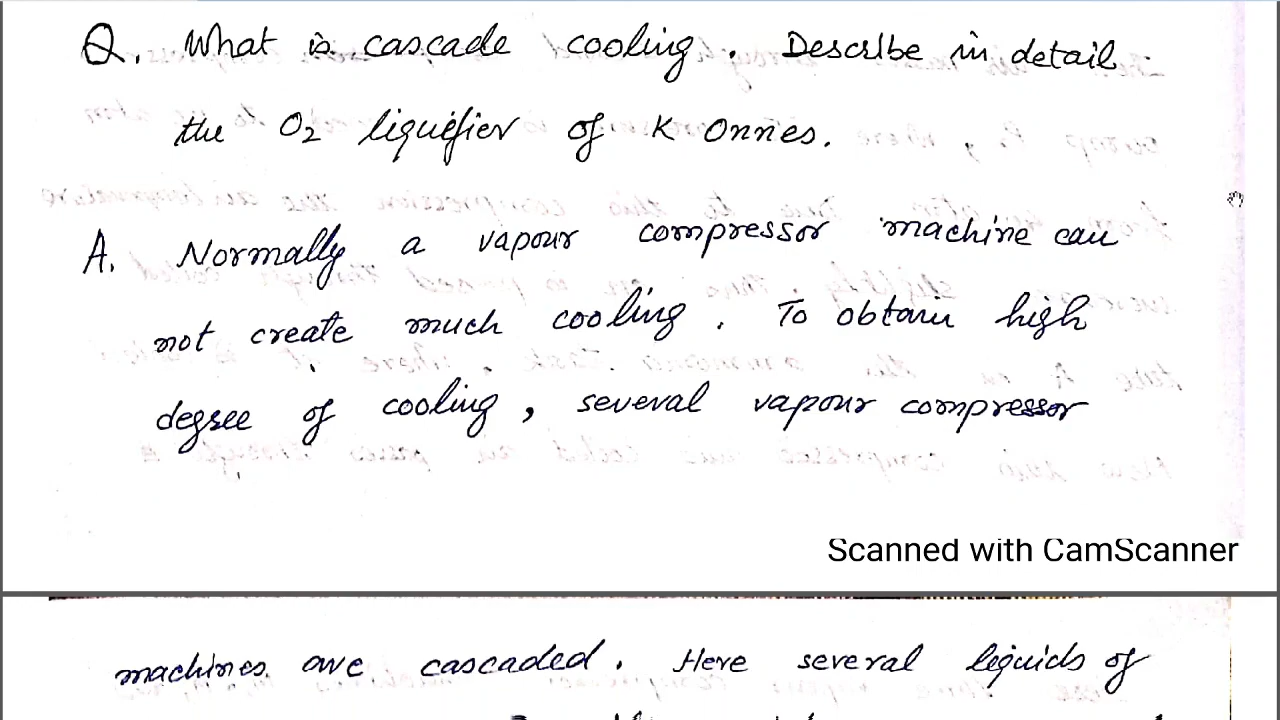 Q. What is cascade cooling. Describe in detail
the O2 liquifier of K Onnes.
A. Normally a vapour compressor machine can
not create much cooling. To obtain high
degree of cooling, several vapour compressor
Scanned with CamScanner
machines are cascaded. Here several liquids of